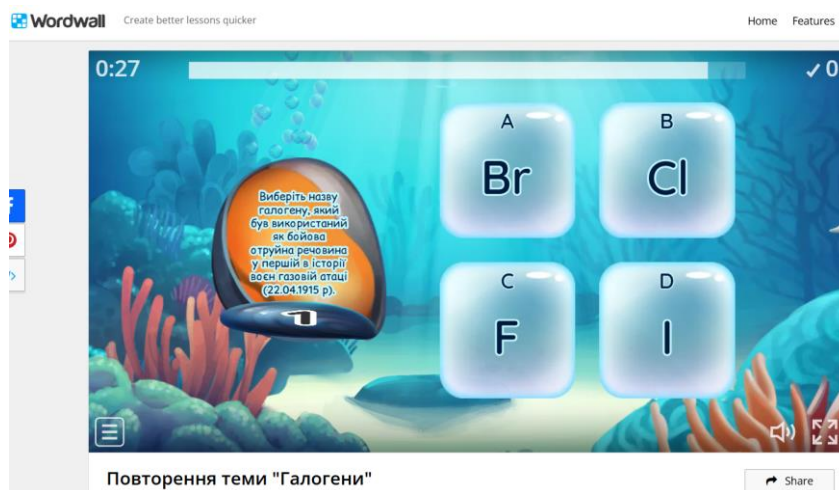 Wordwall Create better lessons quicker Home Features
0:27 ✓ 0
Виберіть назву
галогену, який
був використаний
як бойова
отруйна речовина
у першій в історії
воєн газовій атаці
(22.04.1915 р).
1
A
Br
B
Cl
C
F
D
I
Повторення теми "Галогени"
Share